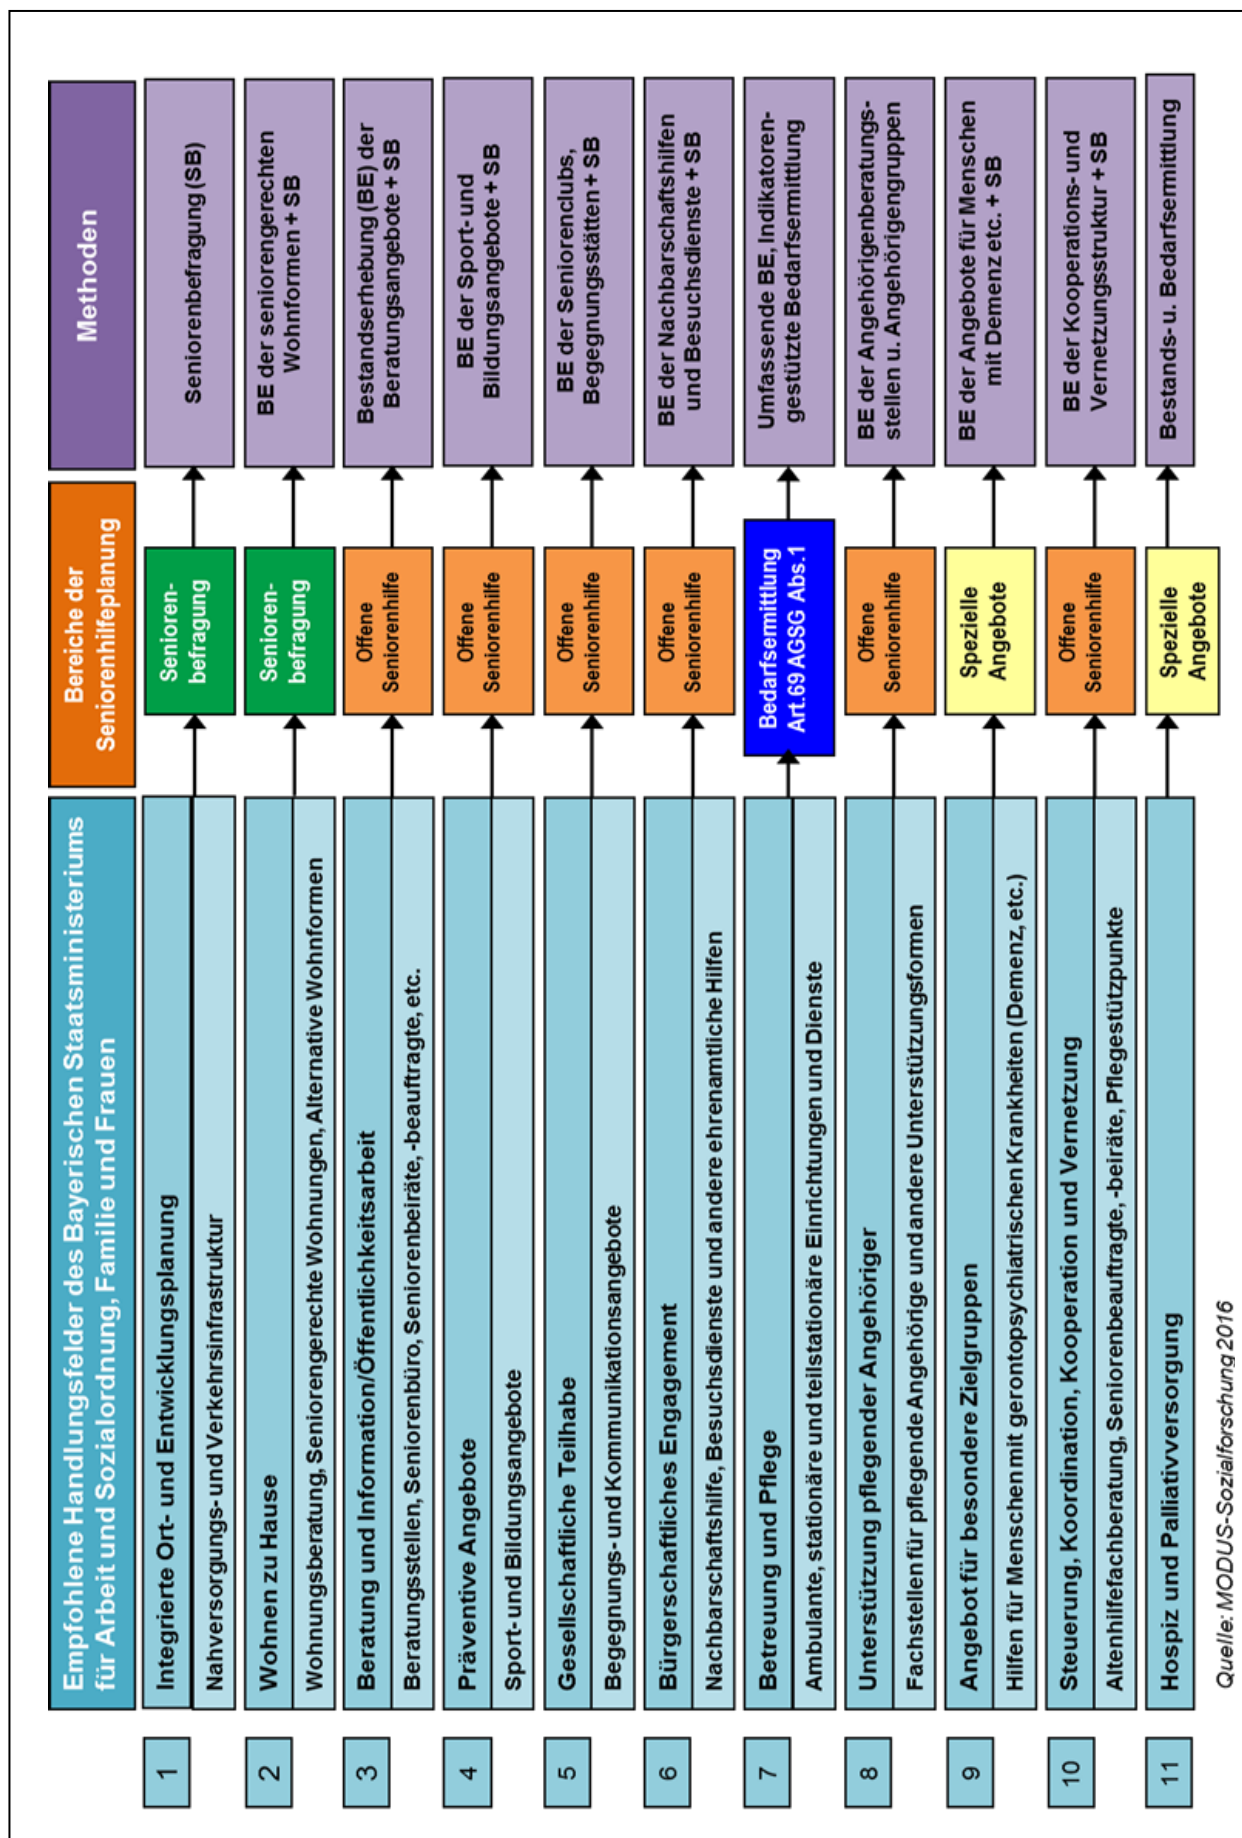 Empfohlene Handlungsfelder des Bayerischen Staatsministeriums
für Arbeit und Sozialordnung, Familie und Frauen
Bereiche der
Seniorenhilfeplanung
Methoden
1
Integrierte Ort- und Entwicklungsplanung
Nahversorgungs- und Verkehrsinfrastruktur
Senioren-
befragung
Seniorenbefragung (SB)
2
Wohnen zu Hause
Wohnungsberatung, Seniorengerechte Wohnungen, Alternative Wohnformen
Senioren-
befragung
BE der seniorengerechten
Wohnformen + SB
3
Beratung und Information/Öffentlichkeitsarbeit
Beratungsstellen, Seniorenbüro, Seniorenbeiräte, -beauftragte, etc.
Offene
Seniorenhilfe
Bestandserhebung (BE) der
Beratungsangebote + SB
4
Präventive Angebote
Sport- und Bildungsangebote
Offene
Seniorenhilfe
BE der Sport- und
Bildungsangebote + SB
5
Gesellschaftliche Teilhabe
Begegnungs- und Kommunikationsangebote
Offene
Seniorenhilfe
BE der Seniorenclubs,
Begegnungsstätten + SB
6
Bürgerschaftliches Engagement
Nachbarschaftshilfe, Besuchsdienste und andere ehrenamtliche Hilfen
Offene
Seniorenhilfe
BE der Nachbarschaftshilfen
und Besuchsdienste + SB
7
Betreuung und Pflege
Ambulante, stationäre und teilstationäre Einrichtungen und Dienste
Bedarfsermittlung
Art.69 AGSG Abs.1
Umfassende BE, Indikatoren-
gestützte Bedarfsermittlung
8
Unterstützung pflegender Angehöriger
Fachstellen für pflegende Angehörige und andere Unterstützungsformen
Offene
Seniorenhilfe
BE der Angehörigenberatungs-
stellen u. Angehörigengruppen
9
Angebot für besondere Zielgruppen
Hilfen für Menschen mit gerontopsychiatrischen Krankheiten (Demenz, etc.)
Spezielle
Angebote
BE der Angebote für Menschen
mit Demenz etc. + SB
10
Steuerung, Koordination, Kooperation und Vernetzung
Altenhilfefachberatung, Seniorenbeauftragte, -beiräte, Pflegestützpunkte
Offene
Seniorenhilfe
BE der Kooperations- und
Vernetzungsstruktur + SB
11
Hospiz und Palliativversorgung
Spezielle
Angebote
Bestands- u. Bedarfsermittlung
Quelle: MODUS-Sozialforschung 2016